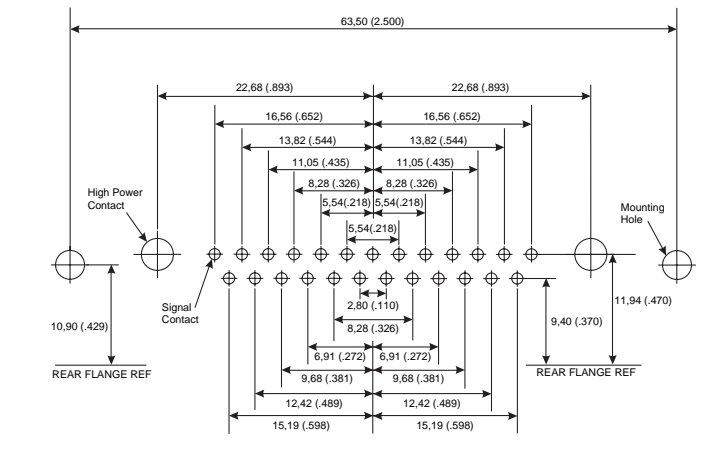 63,50 (2.500)
22,68 (.893) 22,68 (.893)
16,56 (.652) 16,56 (.652)
13,82 (.544) 13,82 (.544)
11,05 (.435) 11,05 (.435)
8,28 (.326) 8,28 (.326)
High Power
Contact
5,54(.218) 5,54(.218)
Mounting
Hole
5,54(.218)
Signal
Contact
2,80 (.110)
11,94 (.470)
10,90 (.429)
9,40 (.370)
8,28 (.326)
6,91 (.272) 6,91 (.272)
REAR FLANGE REF REAR FLANGE REF
9,68 (.381) 9,68 (.381)
12,42 (.489) 12,42 (.489)
15,19 (.598) 15,19 (.598)